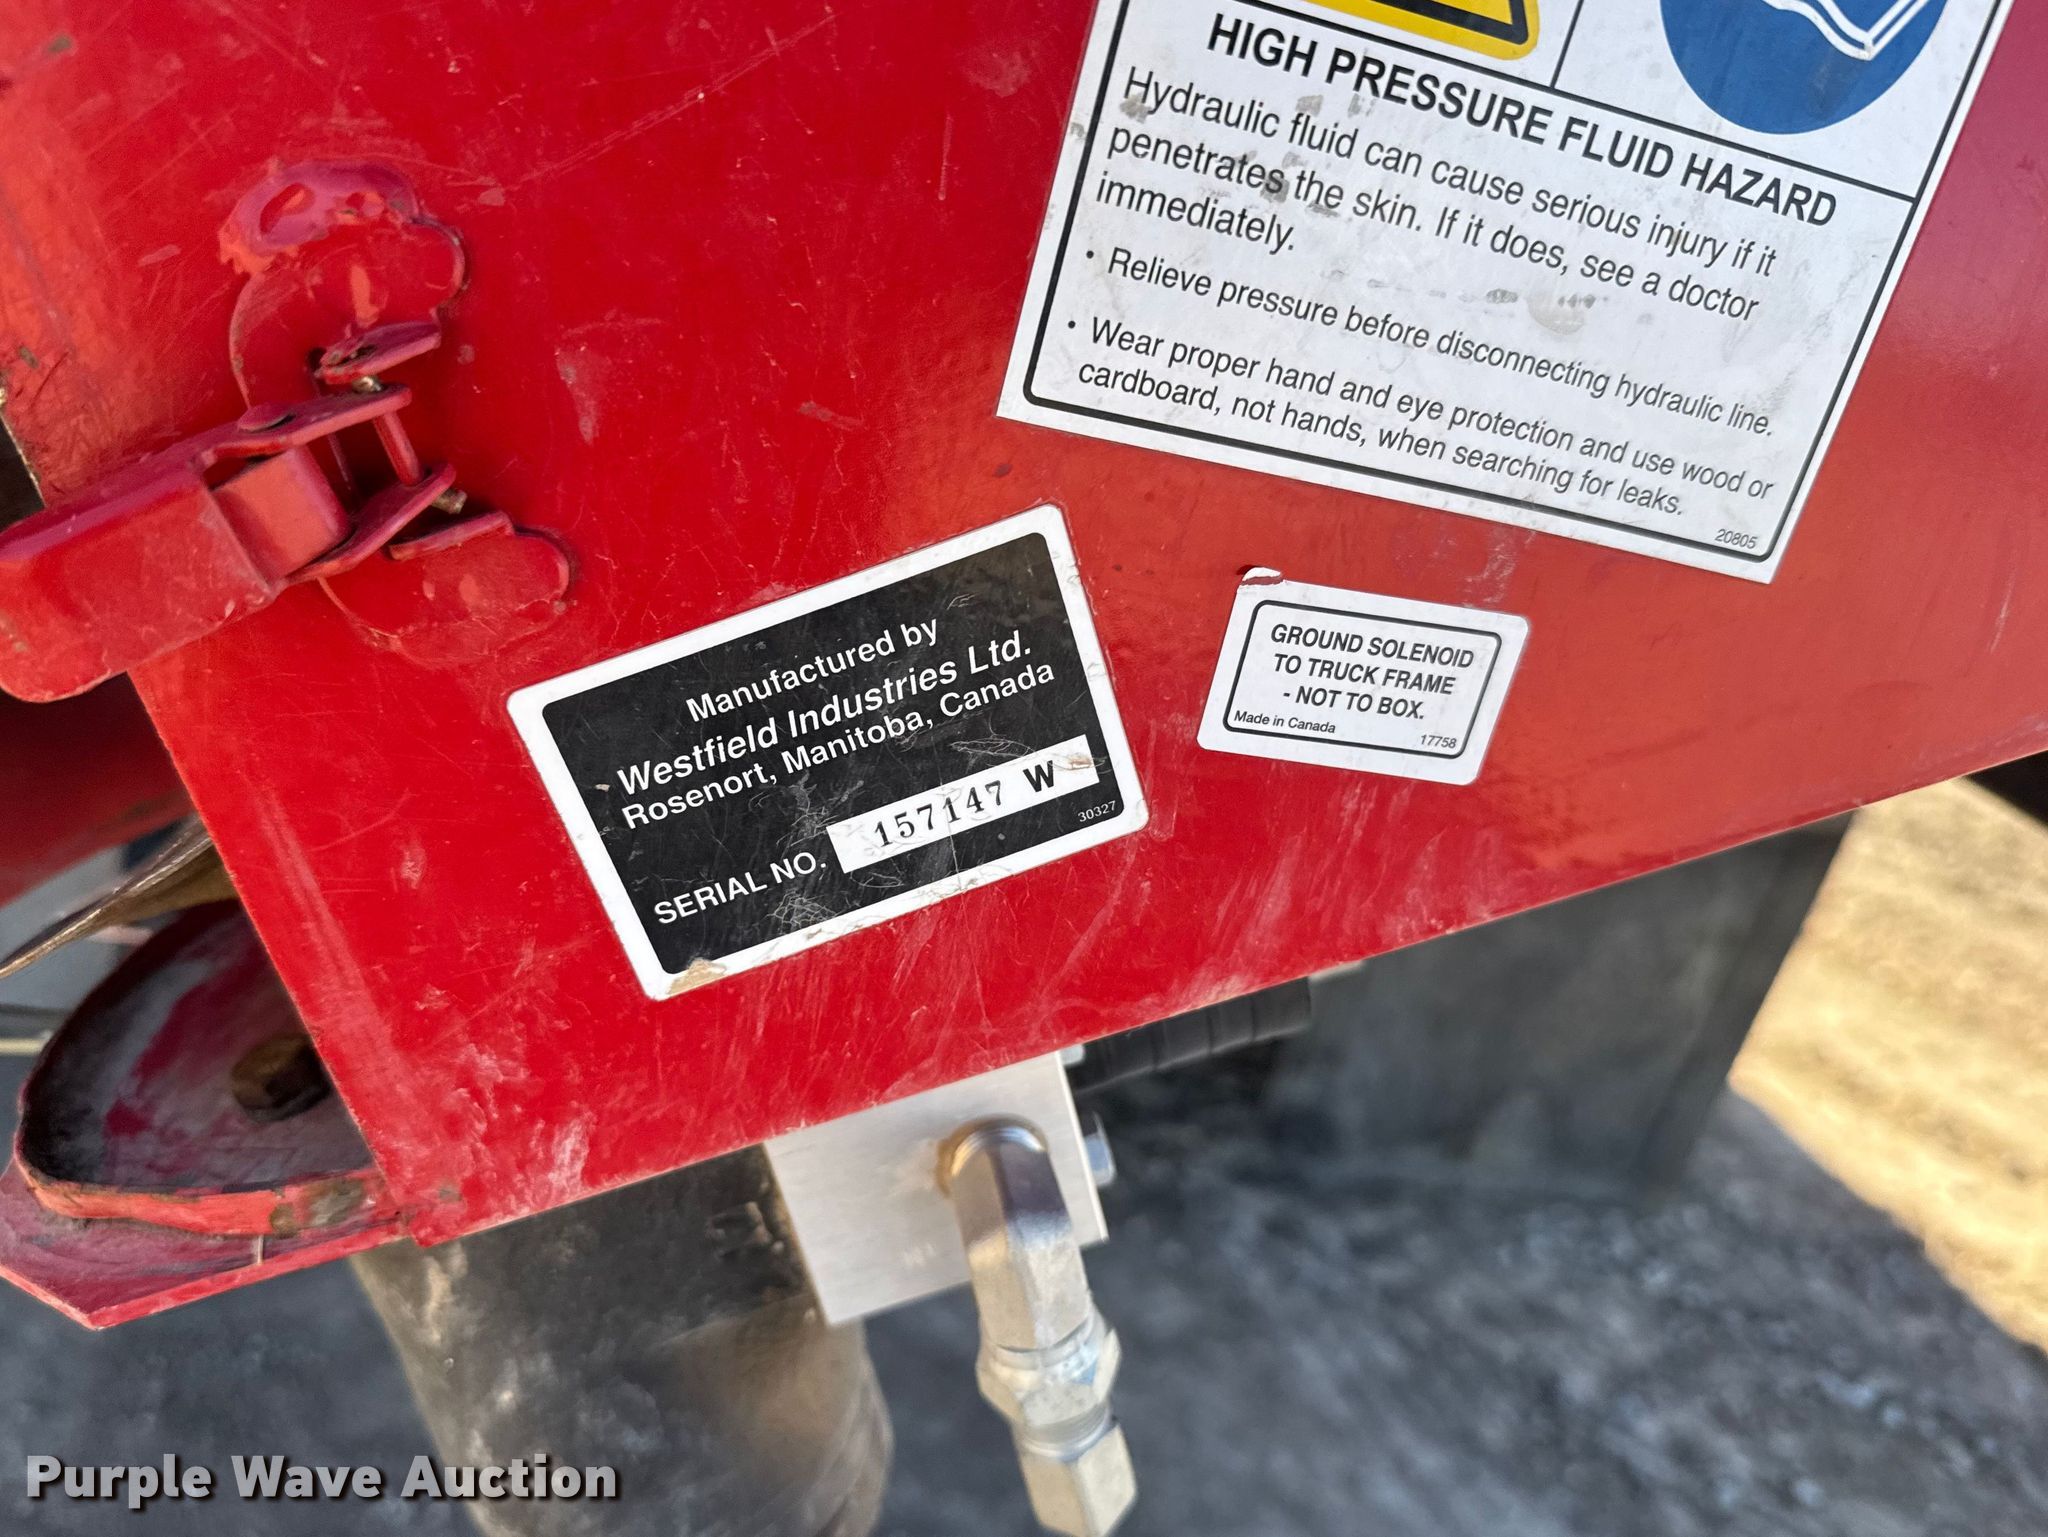 HIGH PRESSURE FLUID HAZARD
Hydraulic fluid can cause serious injury if it
penetrates the skin. If it does, see a doctor
immediately.
• Relieve pressure before disconnecting hydraulic line.
• Wear proper hand and eye protection and use wood or
cardboard, not hands, when searching for leaks.
20805
Manufactured by
Westfield Industries Ltd.
Rosenort, Manitoba, Canada
SERIAL NO. 157147 W
30327
GROUND SOLENOID
TO TRUCK FRAME
- NOT TO BOX.
Made in Canada 17758
Purple Wave Auction